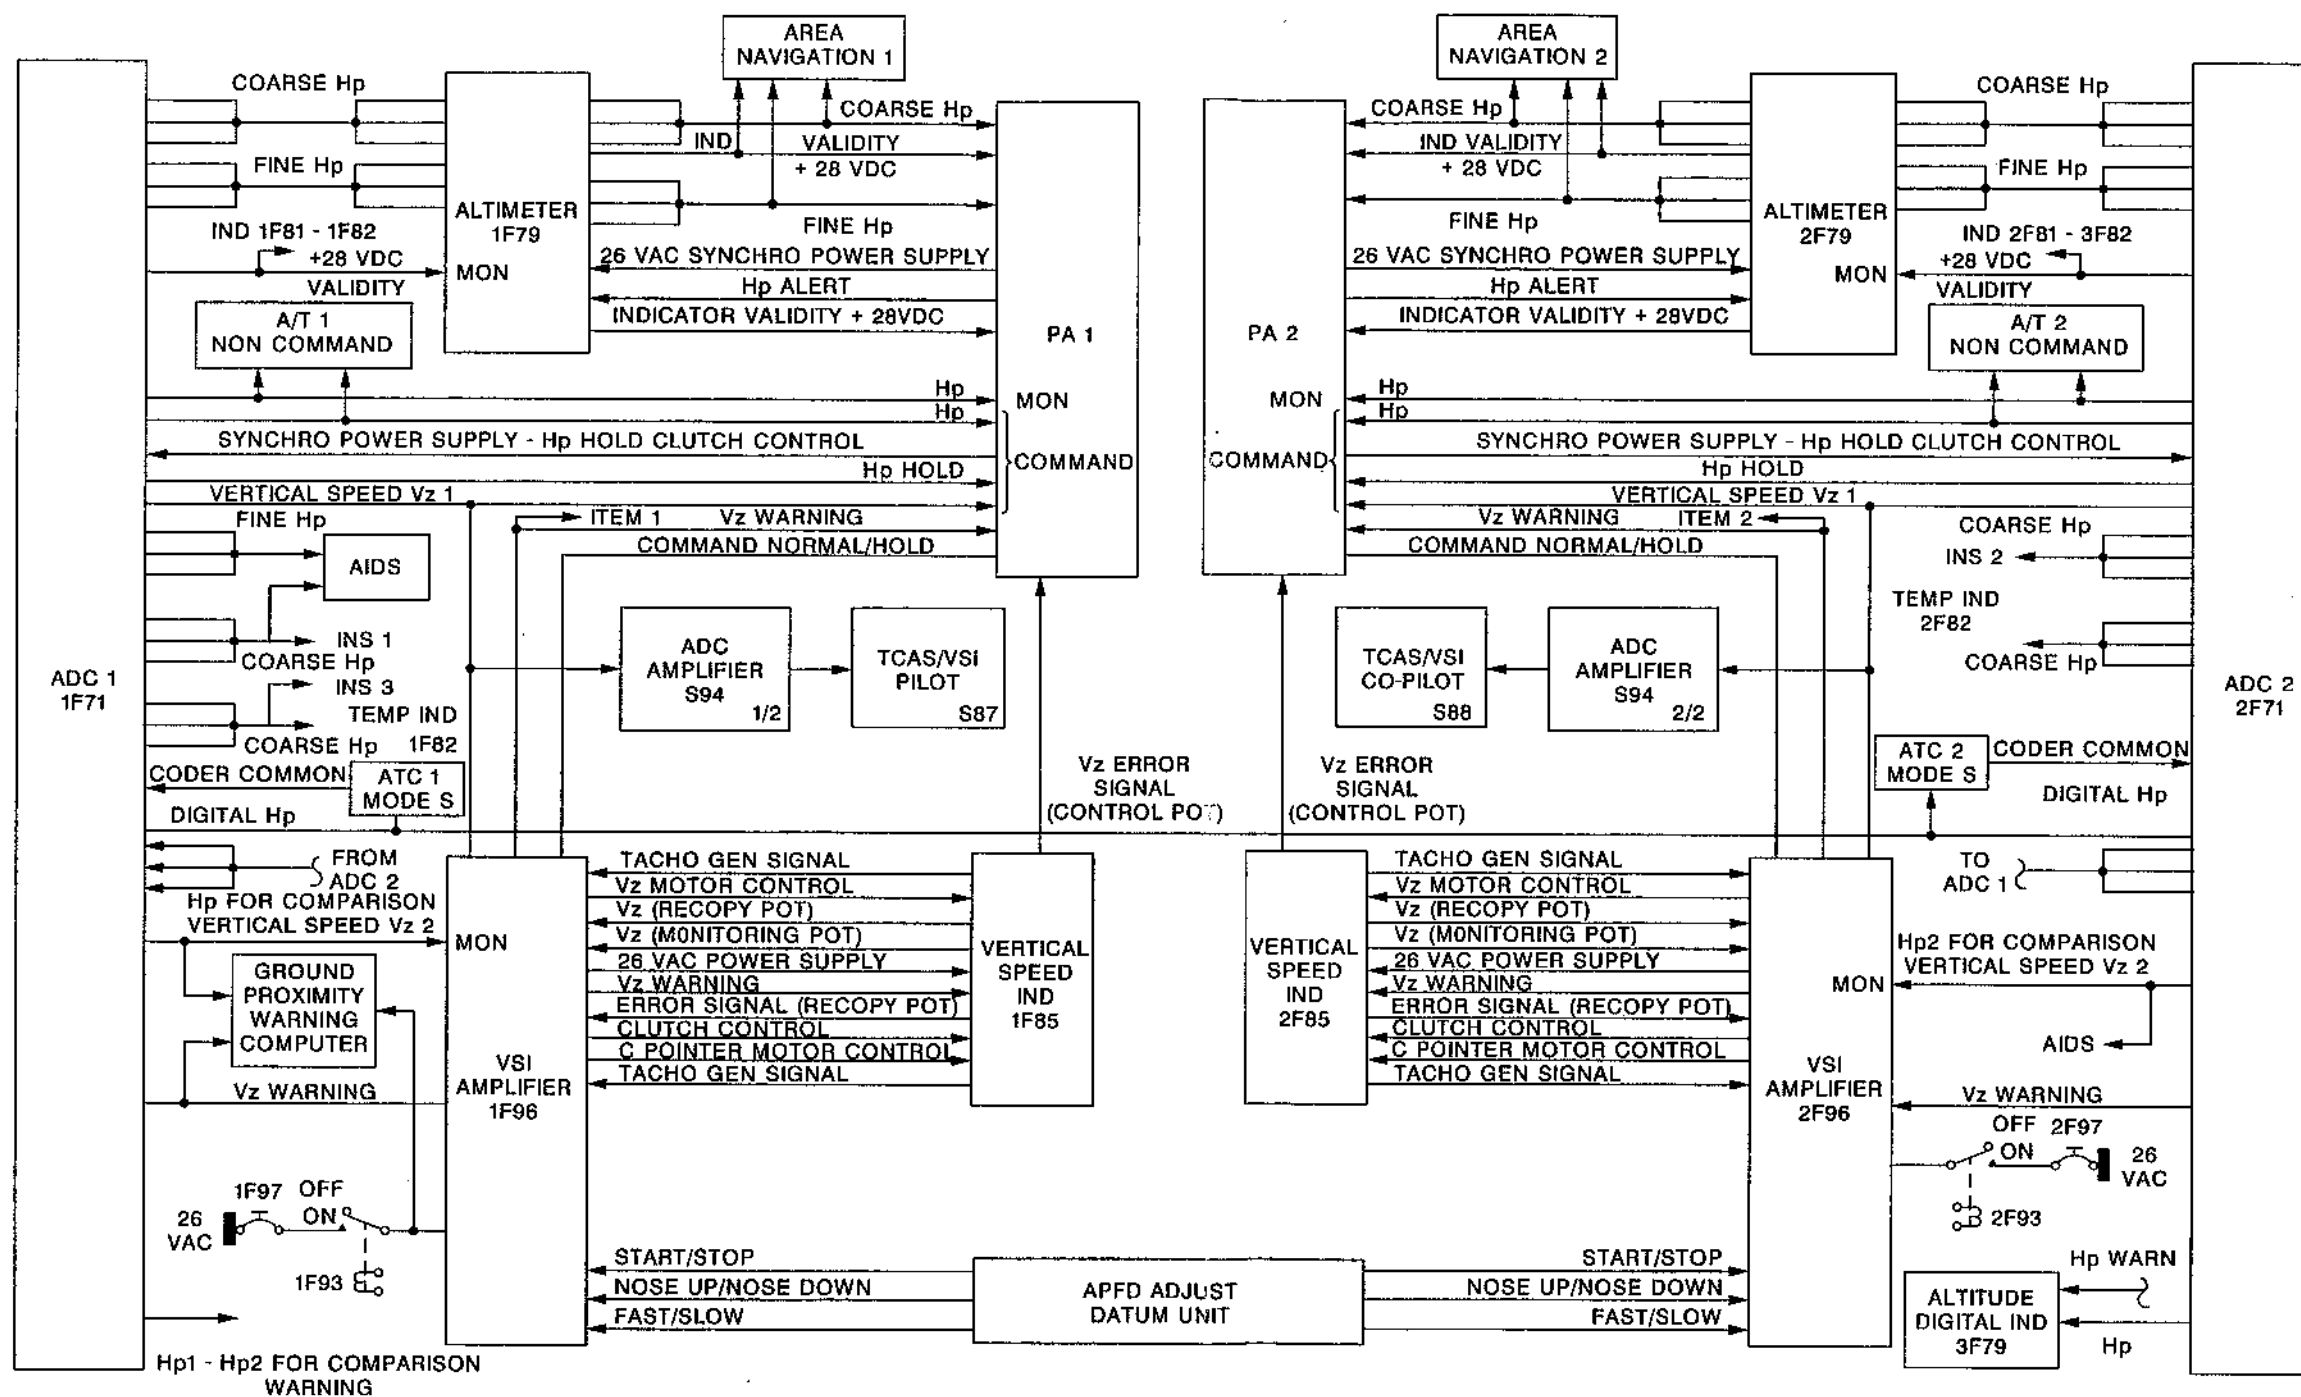 AREA
NAVIGATION 1
AREA
NAVIGATION 2
COARSE Hp
FINE Hp
ALTIMETER
1F79
MON
IND 1F81 - 1F82
+28 VDC
VALIDITY
COARSE Hp
IND VALIDITY
+ 28 VDC
FINE Hp
26 VAC SYNCHRO POWER SUPPLY
Hp ALERT
INDICATOR VALIDITY + 28VDC
A/T 1
NON COMMAND
PA 1
Hp
MON
Hp
SYNCHRO POWER SUPPLY - Hp HOLD CLUTCH CONTROL
COMMAND
Hp HOLD
VERTICAL SPEED Vz 1
ITEM 1
Vz WARNING
COMMAND NORMAL/HOLD
FINE Hp
AIDS
INS 1
COARSE Hp
INS 3
TEMP IND
1F82
COARSE Hp
ADC 1
1F71
ADC
AMPLIFIER
S94
1/2
TCAS/VSI
PILOT
S87
CODER COMMON
ATC 1
MODE S
DIGITAL Hp
Vz ERROR
SIGNAL
(CONTROL POT)
FROM
ADC 2
Hp FOR COMPARISON
VERTICAL SPEED Vz 2
MON
GROUND
PROXIMITY
WARNING
COMPUTER
Vz WARNING
VSI
AMPLIFIER
1F96
TACHO GEN SIGNAL
Vz MOTOR CONTROL
Vz (RECOPY POT)
Vz (MONITORING POT)
26 VAC POWER SUPPLY
Vz WARNING
ERROR SIGNAL (RECOPY POT)
CLUTCH CONTROL
C POINTER MOTOR CONTROL
TACHO GEN SIGNAL
VERTICAL
SPEED
IND
1F85
1F97 OFF
ON
26
VAC
1F93
START/STOP
NOSE UP/NOSE DOWN
FAST/SLOW
Hp1 - Hp2 FOR COMPARISON
WARNING
APFD ADJUST
DATUM UNIT
COARSE Hp
IND VALIDITY
+ 28 VDC
FINE Hp
26 VAC SYNCHRO POWER SUPPLY
Hp ALERT
INDICATOR VALIDITY + 28VDC
PA 2
ALTIMETER
2F79
MON
COARSE Hp
FINE Hp
IND 2F81 - 3F82
+28 VDC
VALIDITY
A/T 2
NON COMMAND
MON
Hp
Hp
SYNCHRO POWER SUPPLY - Hp HOLD CLUTCH CONTROL
COMMAND
Hp HOLD
VERTICAL SPEED Vz 1
Vz WARNING
ITEM 2
COMMAND NORMAL/HOLD
COARSE Hp
INS 2
TEMP IND
2F82
COARSE Hp
TCAS/VSI
CO-PILOT
S88
ADC
AMPLIFIER
S94
2/2
ADC 2
2F71
ATC 2
MODE S
CODER COMMON
DIGITAL Hp
Vz ERROR
SIGNAL
(CONTROL POT)
TO
ADC 1
Hp2 FOR COMPARISON
VERTICAL SPEED Vz 2
MON
AIDS
Vz WARNING
VERTICAL
SPEED
IND
2F85
TACHO GEN SIGNAL
Vz MOTOR CONTROL
Vz (RECOPY POT)
Vz (MONITORING POT)
26 VAC POWER SUPPLY
Vz WARNING
ERROR SIGNAL (RECOPY POT)
CLUTCH CONTROL
C POINTER MOTOR CONTROL
TACHO GEN SIGNAL
VSI
AMPLIFIER
2F96
OFF 2F97
ON
26
VAC
2F93
START/STOP
NOSE UP/NOSE DOWN
FAST/SLOW
Hp WARN
ALTITUDE
DIGITAL IND
3F79
Hp